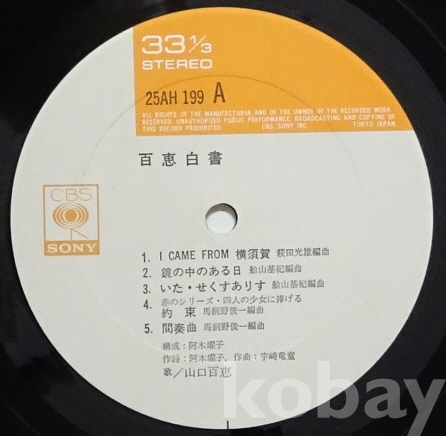 33 1/3
STEREO
25AH 199 A
ALL RIGHTS OF THE MANUFACTURER AND OF THE OWNER OF THE RECORDED WORK
RESERVED. UNAUTHORIZED PUBLIC PERFORMANCE, BROADCASTING AND COPYING OF
THIS RECORD PROHIBITED. CBS/SONY INC. TOKYO JAPAN.
百恵白書
CBS
SONY
1. I CAME FROM 横須賀 萩田光雄編曲
2. 鏡の中のある日 船山基紀編曲
3. いた・せくすありす 船山基紀編曲
4. 赤のシリーズ・四人の少女に捧げる
約束 馬飼野俊一編曲
5. 間奏曲 馬飼野俊一編曲
構成：阿木燿子
作詩：阿木燿子，作曲：宇崎竜童
歌／山口百恵
kobay